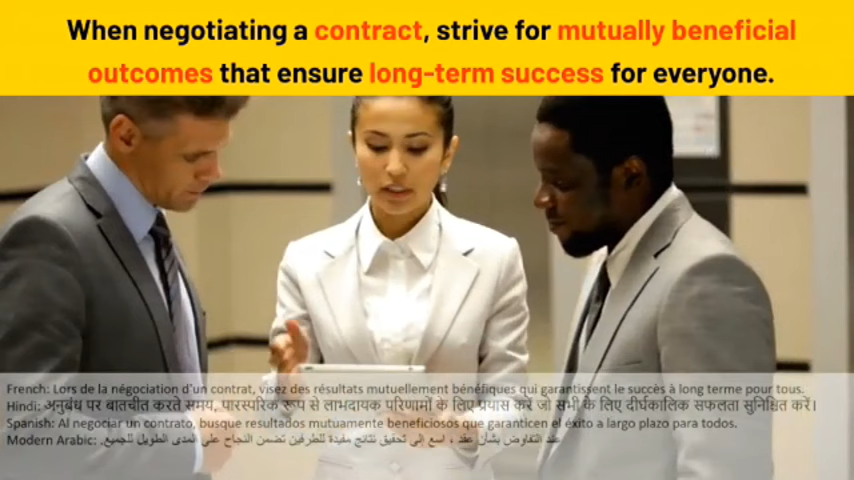 When negotiating a contract, strive for mutually beneficial
outcomes that ensure long-term success for everyone.
French: Lors de la négociation d'un contrat, visez des résultats mutuellement bénéfiques qui garantissent le succès à long terme pour tous.
Hindi: अनुबंध पर बातचीत करते समय, पारस्परिक रूप से लाभदायक परिणामों के लिए प्रयास करें जो सभी के लिए दीर्घकालिक सफलता सुनिश्चित करें।
Spanish: Al negociar un contrato, busque resultados mutuamente beneficiosos que garanticen el éxito a largo plazo para todos.
Modern Arabic: عند التفاوض بشأن عقد ، اسع إلى تحقيق نتائج مفيدة للطرفين تضمن النجاح على المدى الطويل للجميع.